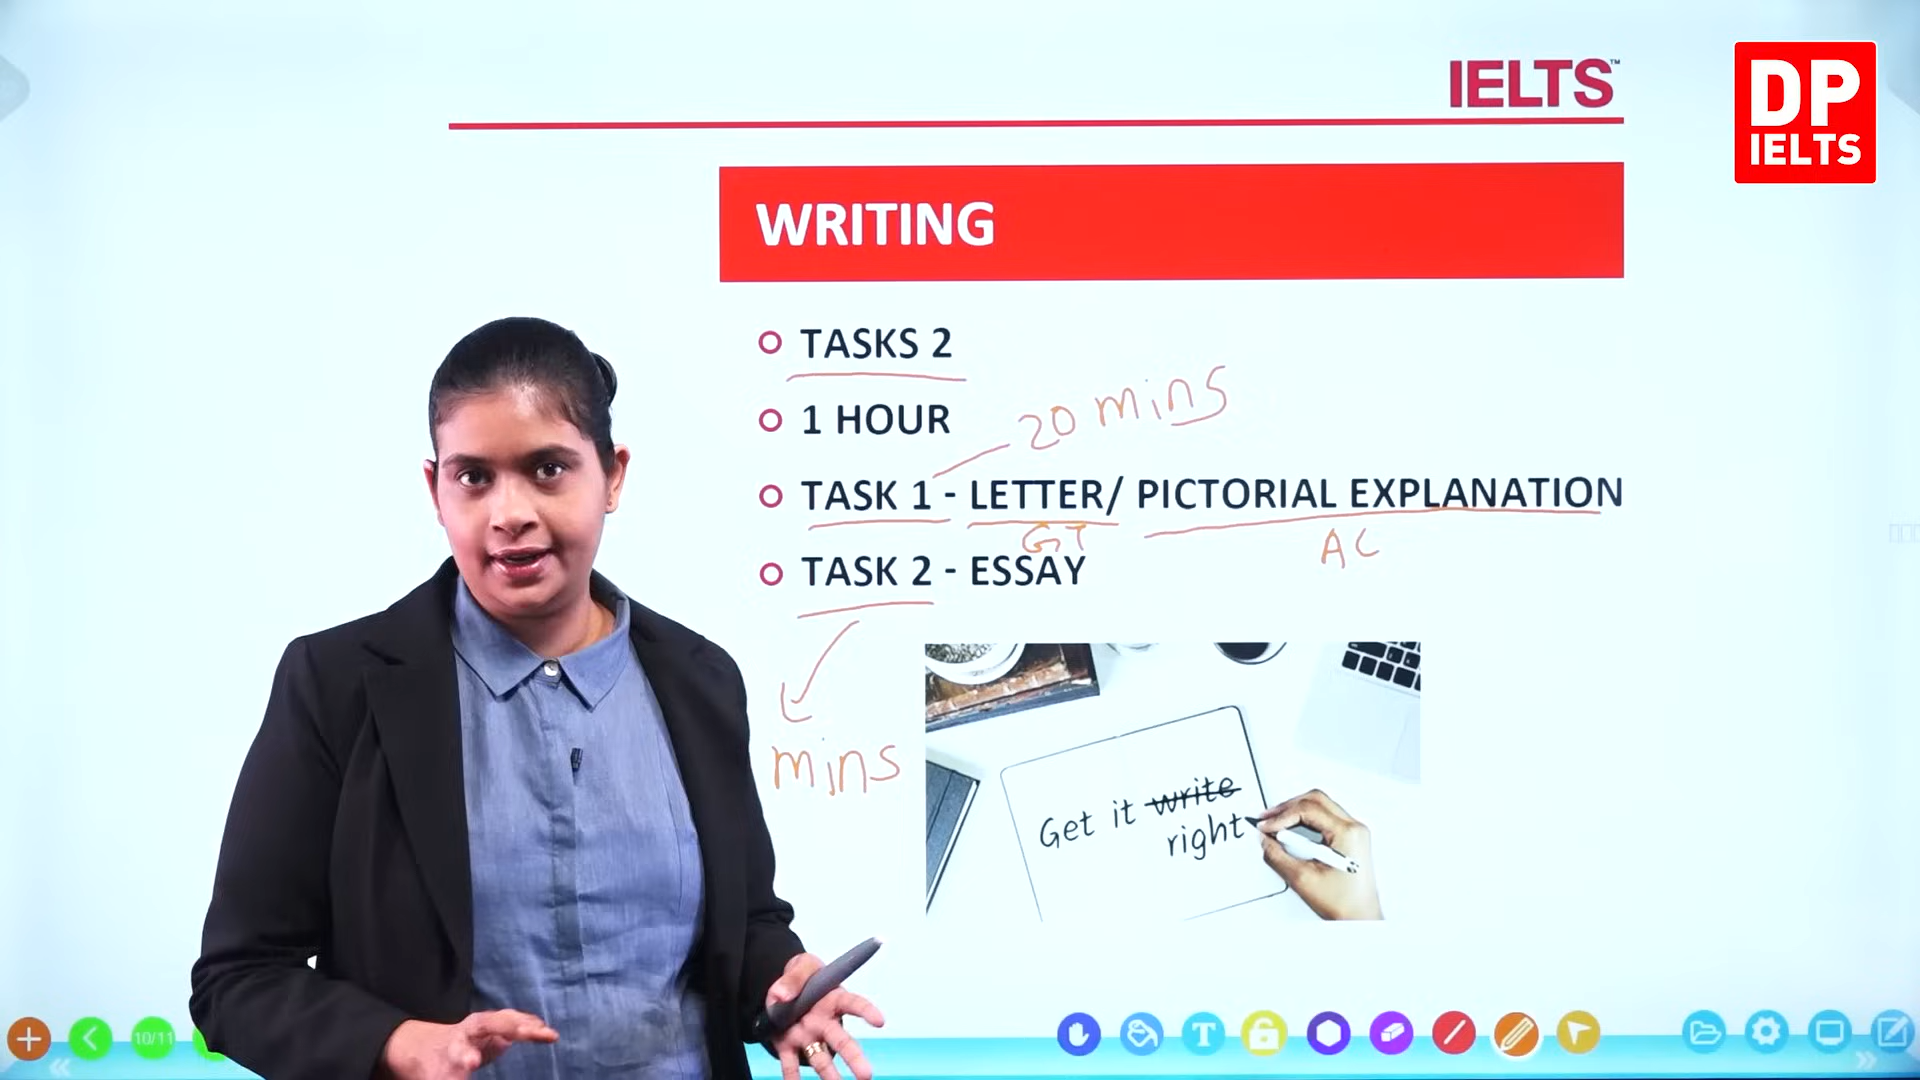 IELTS™
DP
IELTS
WRITING
TASKS 2
1 HOUR
20 mins
TASK 1 - LETTER/ PICTORIAL EXPLANATION
GT
AC
TASK 2 - ESSAY
mins
Get it write
right
10/11
T